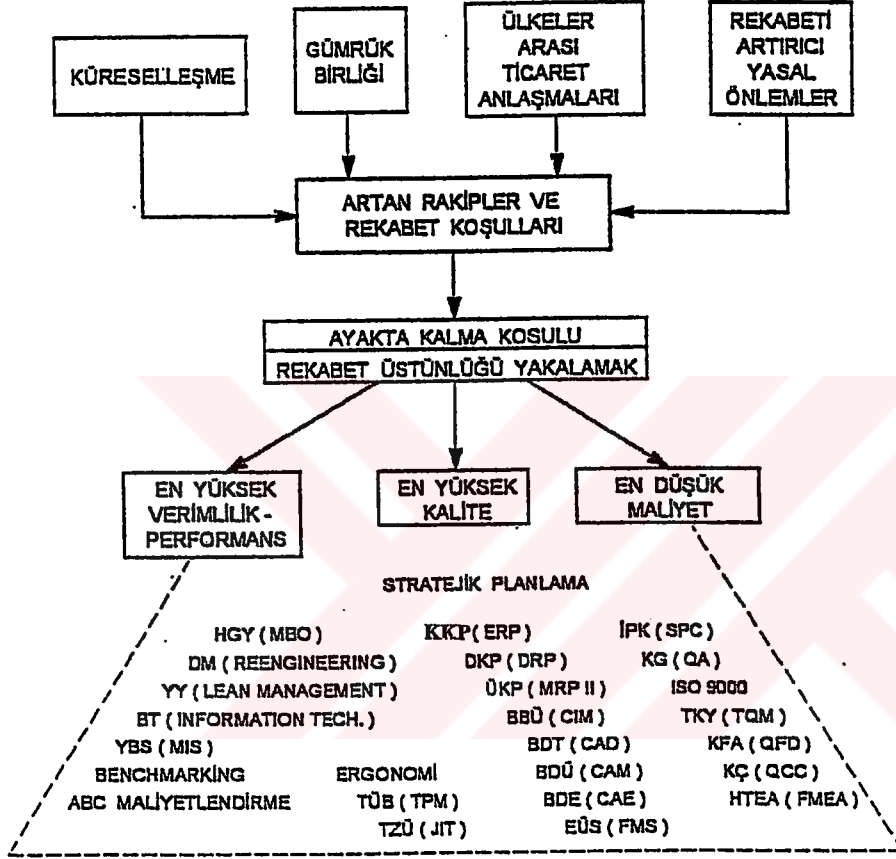 KÜRESELLEŞME
GÜMRÜK
BİRLİĞİ
ÜLKELER
ARASI
TİCARET
ANLAŞMALARI
REKABETİ
ARTIRICI
YASAL
ÖNLEMLER
ARTAN RAKİPLER VE
REKABET KOŞULLARI
AYAKTA KALMA KOSULU
REKABET ÜSTÜNLÜĞÜ YAKALAMAK
EN YÜKSEK
VERİMLİLİK -
PERFORMANS
EN YÜKSEK
KALİTE
EN DÜŞÜK
MALİYET
STRATEJİK PLANLAMA
HGY ( MBO ) KKP ( ERP ) İPK ( SPC )
DM ( REENGINEERING ) DKP ( DRP ) KG ( QA )
YY ( LEAN MANAGEMENT ) ÜKP ( MRP II ) ISO 9000
BT ( INFORMATION TECH. ) BBÜ ( CIM ) TKY ( TQM )
YBS ( MIS ) BDT ( CAD ) KFA ( QFD )
BENCHMARKING ERGONOMİ BDÜ ( CAM ) KÇ ( QCC )
ABC MALİYETLENDİRME TÜB ( TPM ) BDE ( CAE ) HTEA ( FMEA )
TZÜ ( JIT ) EÜS ( FMS )